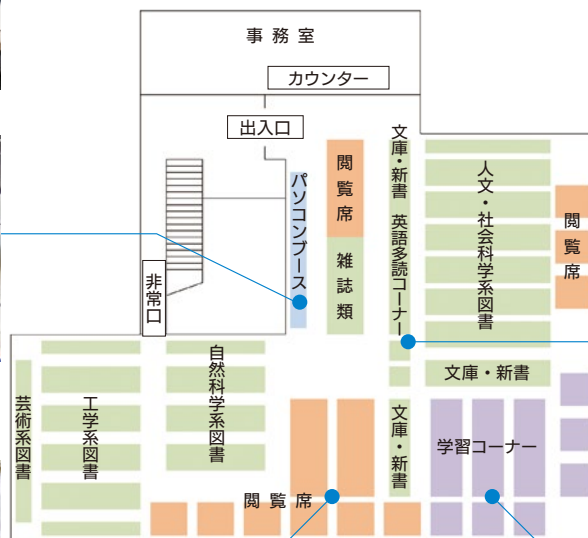 事務室
カウンター
出入口
パソコンブース
閲覧席
雑誌類
文庫・新書 英語多読コーナー
人文・社会科学系図書
閲覧席
非常口
自然科学系図書
工学系図書
芸術系図書
文庫・新書
文庫・新書
学習コーナー
閲覧席